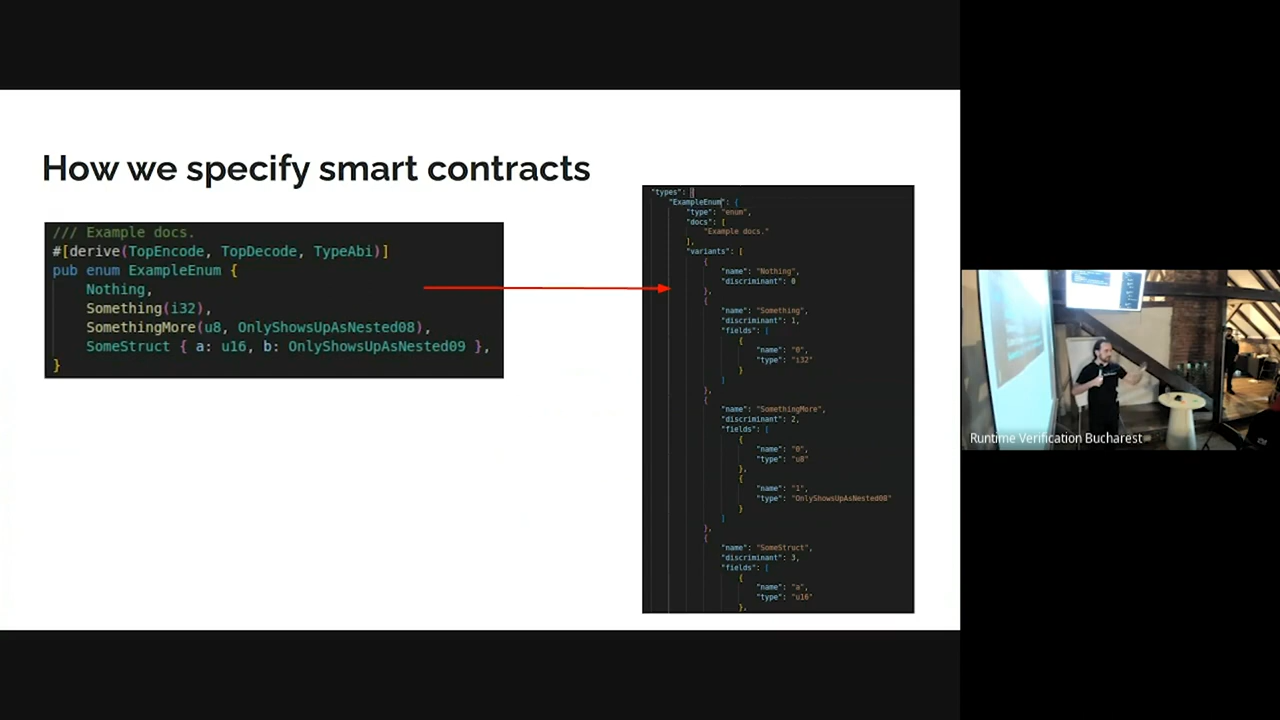 How we specify smart contracts
/// Example docs.
#[derive(TopEncode, TopDecode, TypeAbi)]
pub enum ExampleEnum {
Nothing,
Something(i32),
SomethingMore(u8, OnlyShowsUpAsNested08),
SomeStruct { a: u16, b: OnlyShowsUpAsNested09 },
}
"types": {
"ExampleEnum": {
"type": "enum",
"docs": [
"Example docs."
],
"variants": [
{
"name": "Nothing",
"discriminant": 0
},
{
"name": "Something",
"discriminant": 1,
"fields": [
{
"name": "0",
"type": "i32"
}
]
},
{
"name": "SomethingMore",
"discriminant": 2,
"fields": [
{
"name": "0",
"type": "u8"
},
{
"name": "1",
"type": "OnlyShowsUpAsNested08"
}
]
},
{
"name": "SomeStruct",
"discriminant": 3,
"fields": [
{
"name": "a",
"type": "u16"
},
Runtime Verification Bucharest